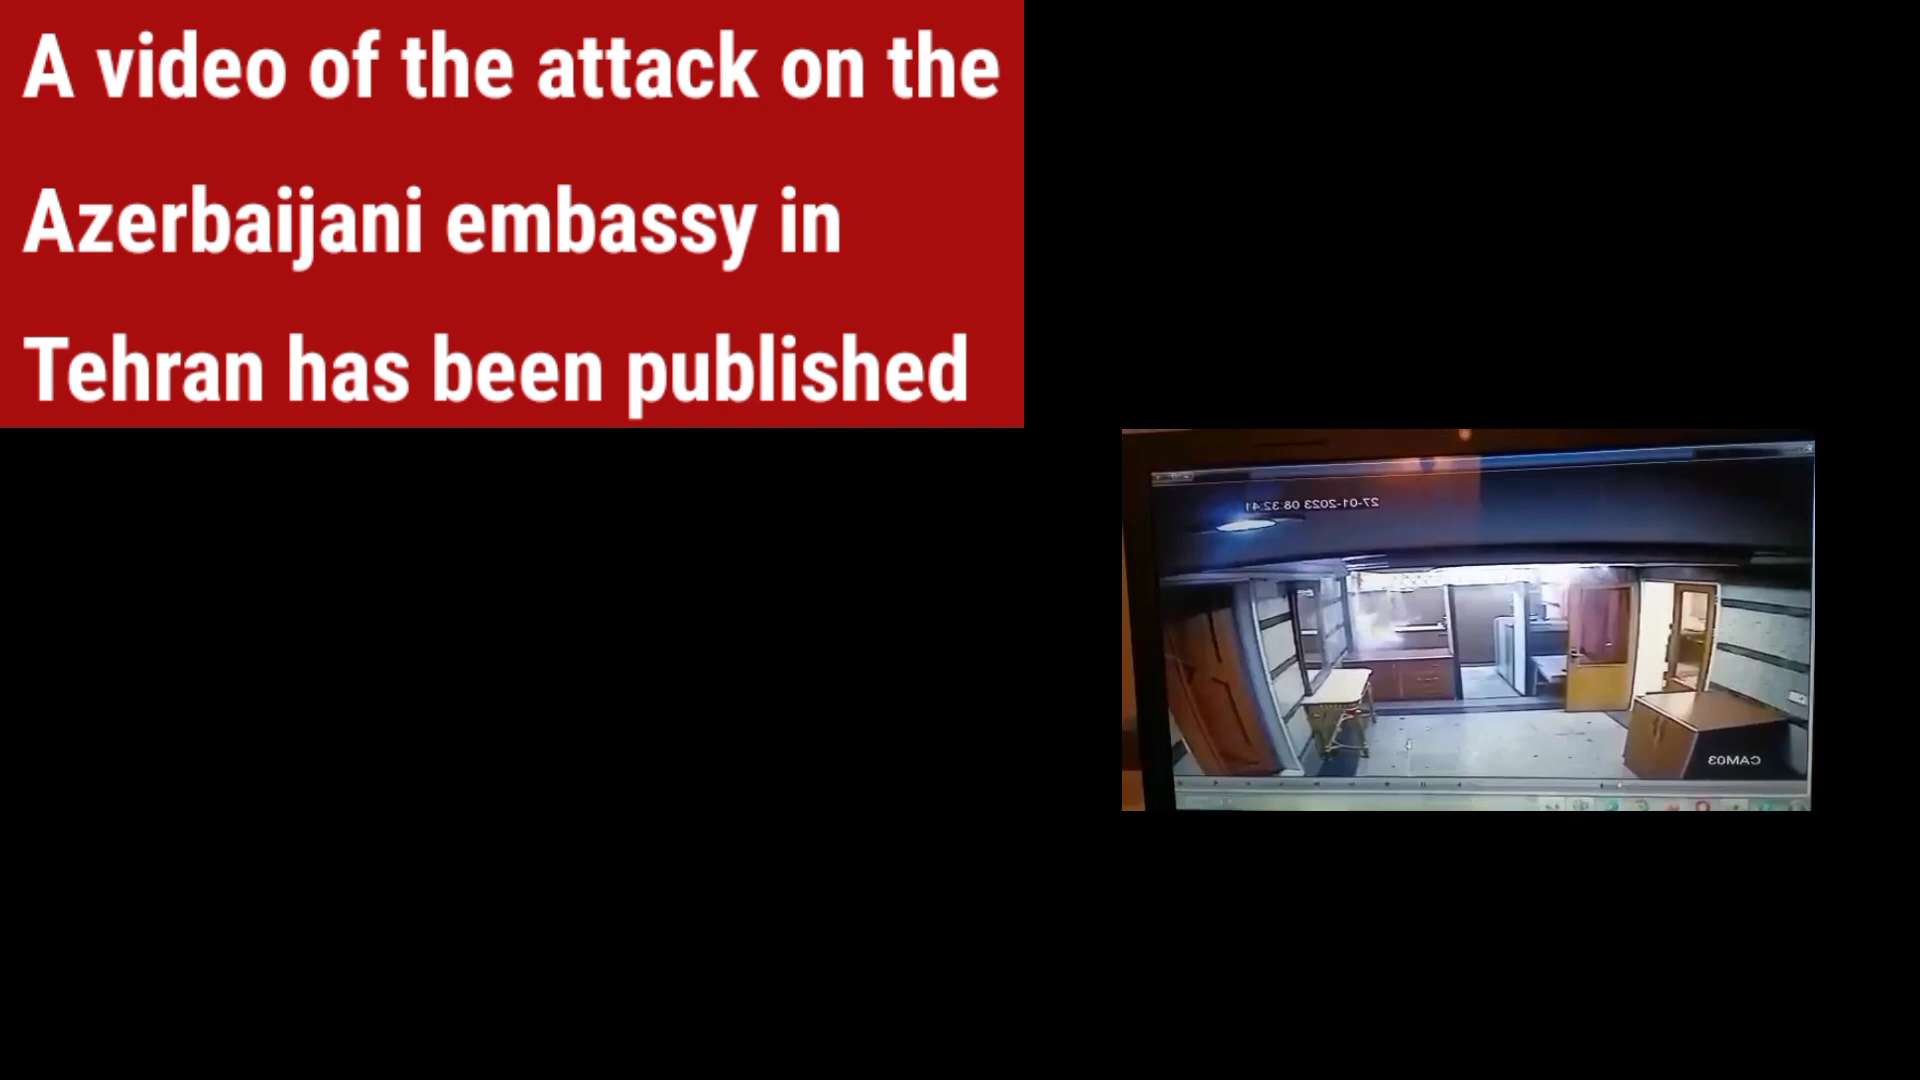 A video of the attack on the
Azerbaijani embassy in
Tehran has been published
27-01-2023 08:32:41
CAM03